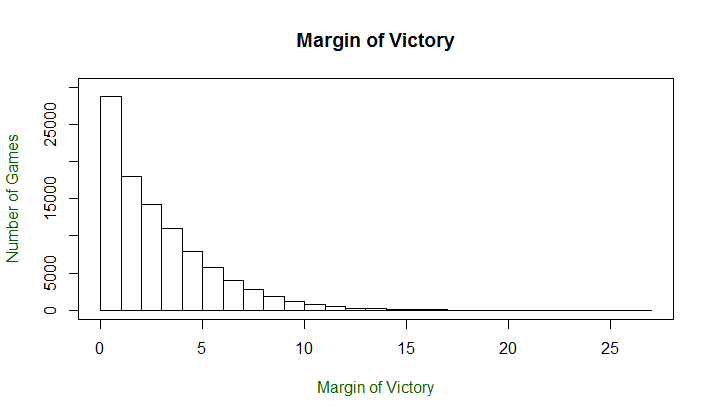 Margin of Victory
Number of Games
25000
15000
5000
0
0 5 10 15 20 25
Margin of Victory